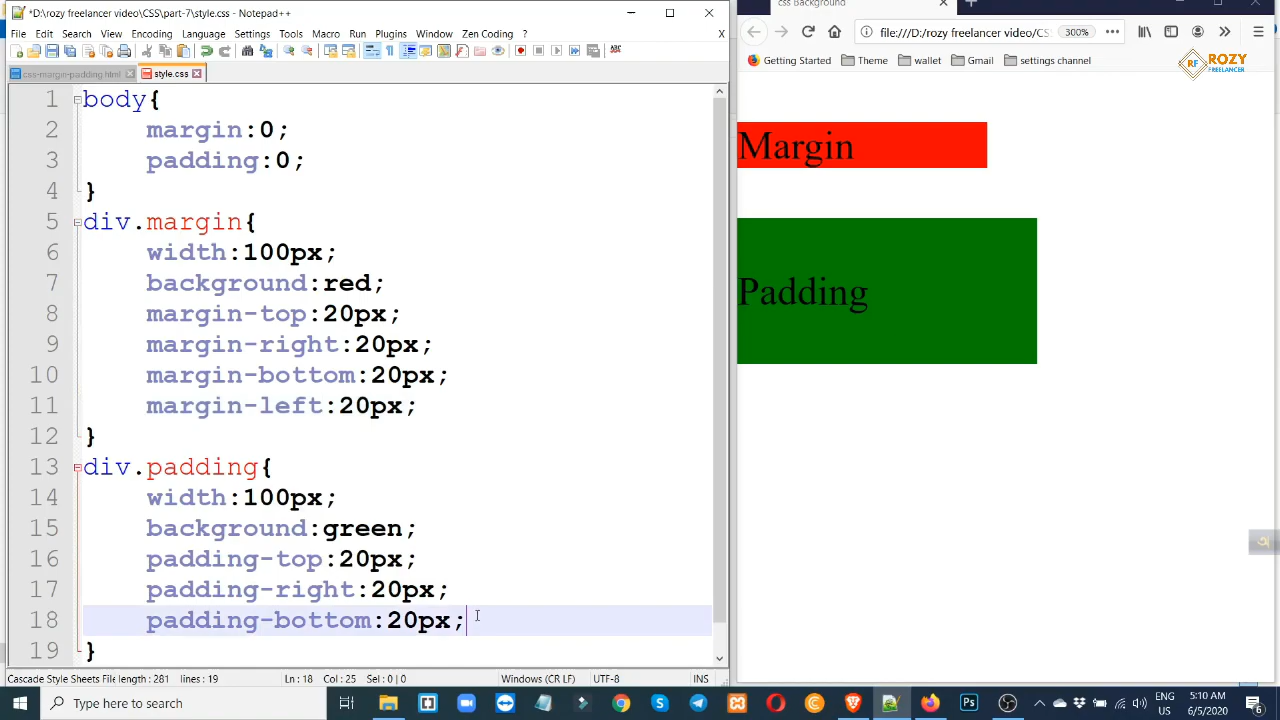 *D:\rozy freelancer video\CSS\part-7\style.css - Notepad++
File Edit Search View Encoding Language Settings Tools Macro Run Plugins Window Zen Coding ? X
css-margin-padding.html style.css
1 body{
2 margin:0;
3 padding:0;
4 }
5 div.margin{
6 width:100px;
7 background:red;
8 margin-top:20px;
9 margin-right:20px;
10 margin-bottom:20px;
11 margin-left:20px;
12 }
13 div.padding{
14 width:100px;
15 background:green;
16 padding-top:20px;
17 padding-right:20px;
18 padding-bottom:20px;
19 }
Cascade Style Sheets File length : 281 lines : 19 Ln : 18 Col : 25 Sel : 0 | 0 Windows (CR LF) UTF-8 INS
css Background
file:///D:/rozy freelancer video/CS 300%
Getting Started Theme wallet Gmail settings channel
RF ROZY FREELANCER
Margin
Padding
অ
Type here to search
ENG US
5:10 AM
6/5/2020
6